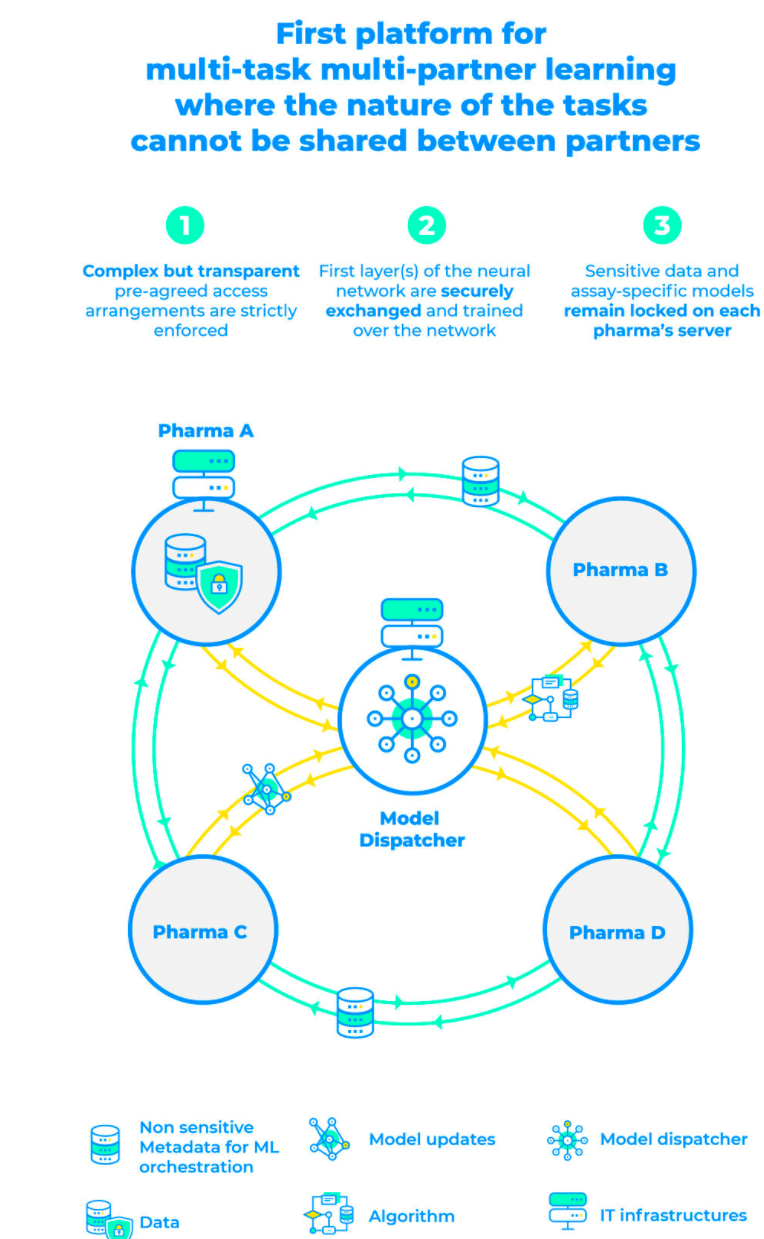 First platform for
multi-task multi-partner learning
where the nature of the tasks
cannot be shared between partners
1
Complex but transparent
pre-agreed access
arrangements are strictly
enforced
2
First layer(s) of the neural
network are securely
exchanged and trained
over the network
3
Sensitive data and
assay-specific models
remain locked on each
pharma's server
Pharma A
Pharma B
Model
Dispatcher
Pharma C
Pharma D
Non sensitive
Metadata for ML
orchestration
Model updates
Model dispatcher
Data
Algorithm
IT infrastructures